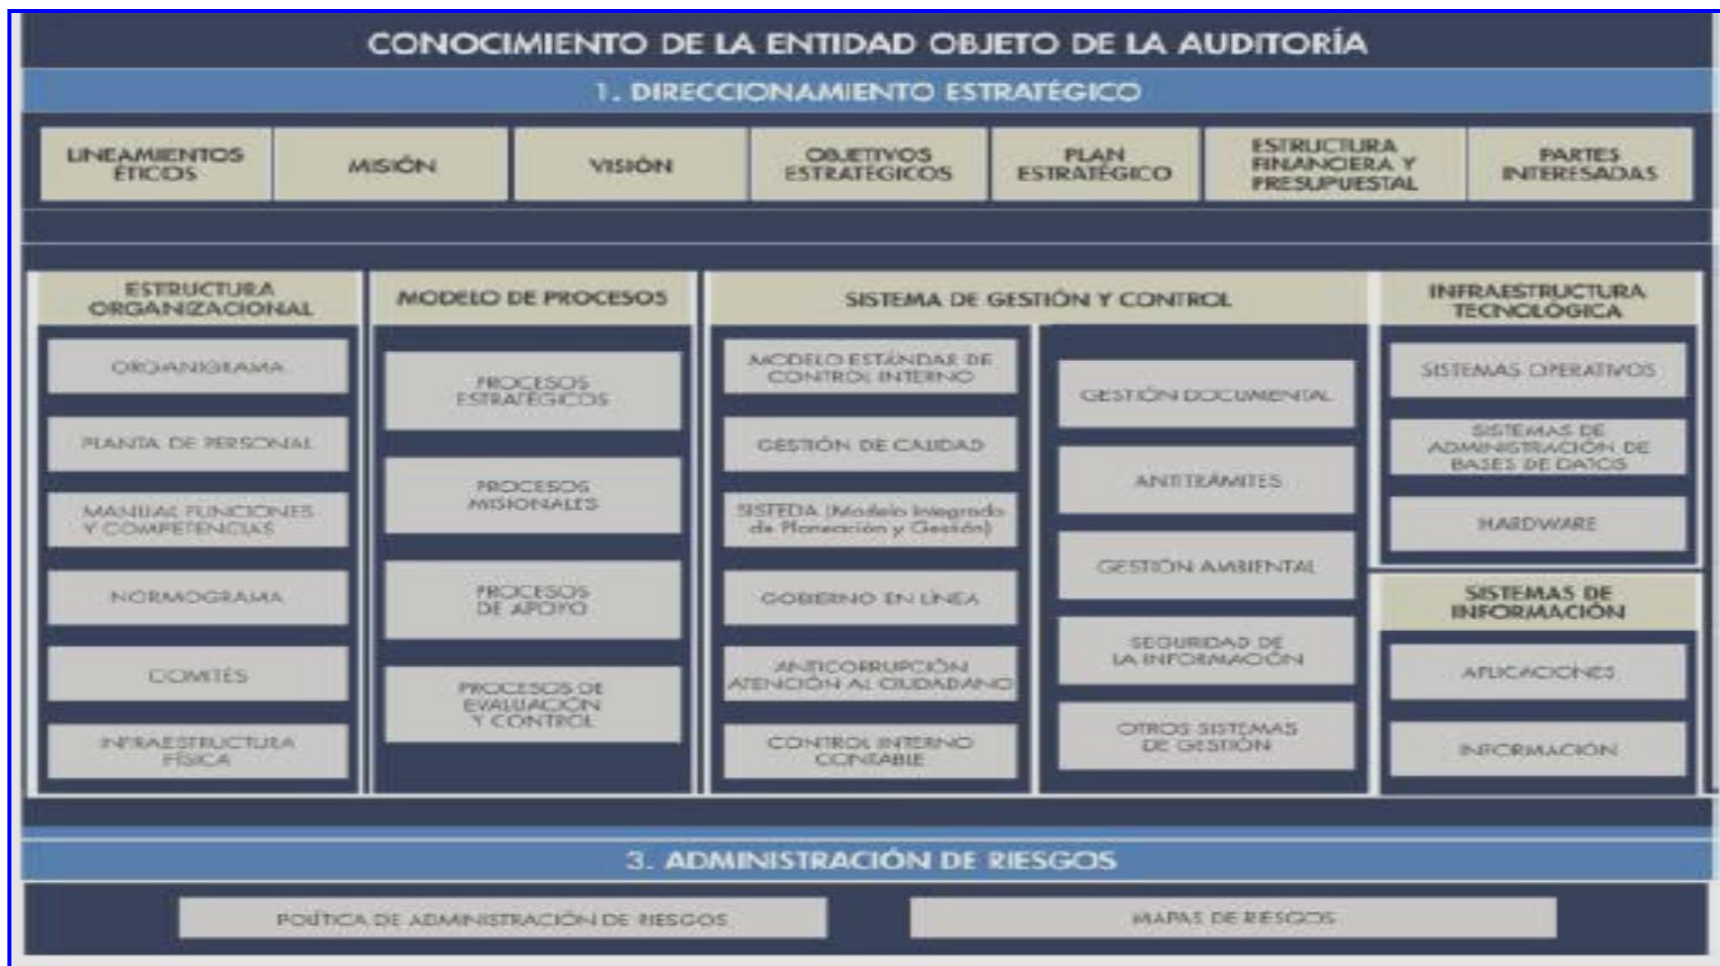 CONOCIMIENTO DE LA ENTIDAD OBJETO DE LA AUDITORÍA
1. DIRECCIONAMIENTO ESTRATÉGICO
LINEAMIENTOS
ÉTICOS
MISIÓN
VISIÓN
OBJETIVOS
ESTRATÉGICOS
PLAN
ESTRATÉGICO
ESTRUCTURA
FINANCIERA Y
PRESUPUESTAL
PARTES
INTERESADAS
ESTRUCTURA
ORGANIZACIONAL
ORGANIGRAMA
PLANTA DE PERSONAL
MANUAL FUNCIONES
Y COMPETENCIAS
NORMOGRAMA
COMITÉS
INFRAESTRUCTURA
FÍSICA
MODELO DE PROCESOS
PROCESOS
ESTRATÉGICOS
PROCESOS
MISIONALES
PROCESOS
DE APOYO
PROCESOS DE
EVALUACIÓN
Y CONTROL
SISTEMA DE GESTIÓN Y CONTROL
MODELO ESTÁNDAR DE
CONTROL INTERNO
GESTIÓN DE CALIDAD
SISTEDA (Modelo Integrado
de Planeación y Gestión)
GOBIERNO EN LÍNEA
ANTICORRUPCIÓN
ATENCIÓN AL CIUDADANO
CONTROL INTERNO
CONTABLE
GESTIÓN DOCUMENTAL
ANTITRÁMITES
GESTIÓN AMBIENTAL
SEGURIDAD DE
LA INFORMACIÓN
OTROS SISTEMAS
DE GESTIÓN
INFRAESTRUCTURA
TECNOLÓGICA
SISTEMAS OPERATIVOS
SISTEMAS DE
ADMINISTRACIÓN DE
BASES DE DATOS
HARDWARE
SISTEMAS DE
INFORMACIÓN
APLICACIONES
INFORMACIÓN
3. ADMINISTRACIÓN DE RIESGOS
POLÍTICA DE ADMINISTRACIÓN DE RIESGOS
MAPAS DE RIESGOS